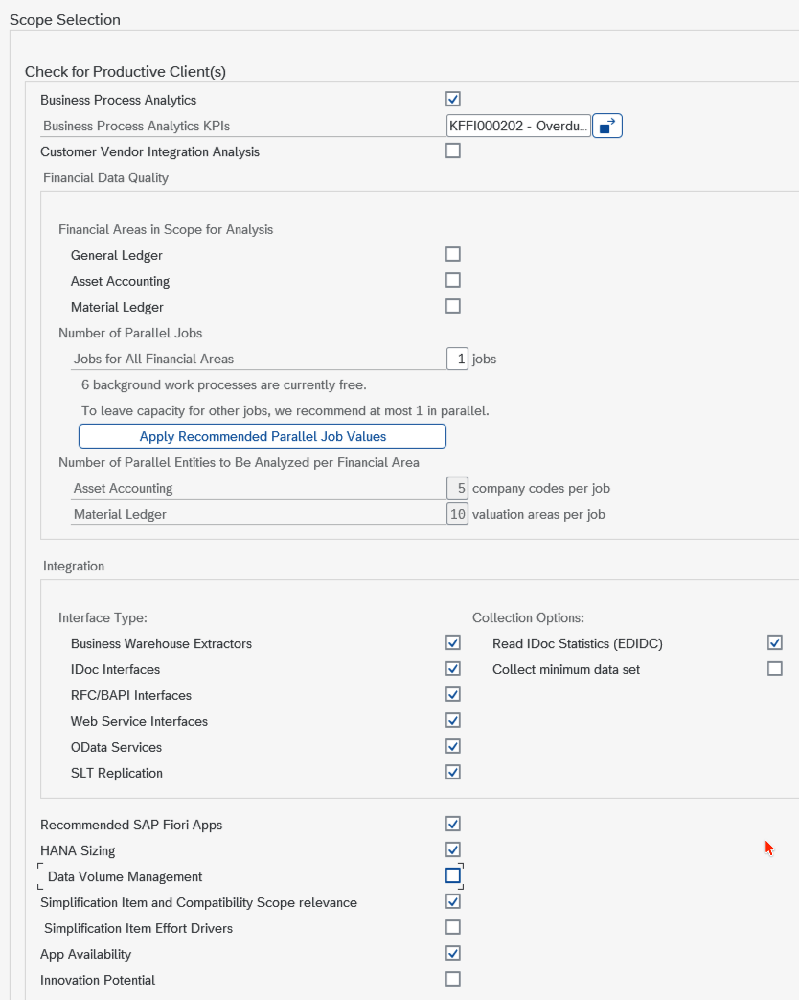 Scope Selection
Check for Productive Client(s)
Business Process Analytics
Business Process Analytics KPIs KFFI000202 - Overdu...
Customer Vendor Integration Analysis
Financial Data Quality
Financial Areas in Scope for Analysis
General Ledger
Asset Accounting
Material Ledger
Number of Parallel Jobs
Jobs for All Financial Areas 1 jobs
6 background work processes are currently free.
To leave capacity for other jobs, we recommend at most 1 in parallel.
Apply Recommended Parallel Job Values
Number of Parallel Entities to Be Analyzed per Financial Area
Asset Accounting 5 company codes per job
Material Ledger 10 valuation areas per job
Integration
Interface Type: Collection Options:
Business Warehouse Extractors Read IDoc Statistics (EDIDC)
IDoc Interfaces Collect minimum data set
RFC/BAPI Interfaces
Web Service Interfaces
OData Services
SLT Replication
Recommended SAP Fiori Apps
HANA Sizing
Data Volume Management
Simplification Item and Compatibility Scope relevance
Simplification Item Effort Drivers
App Availability
Innovation Potential